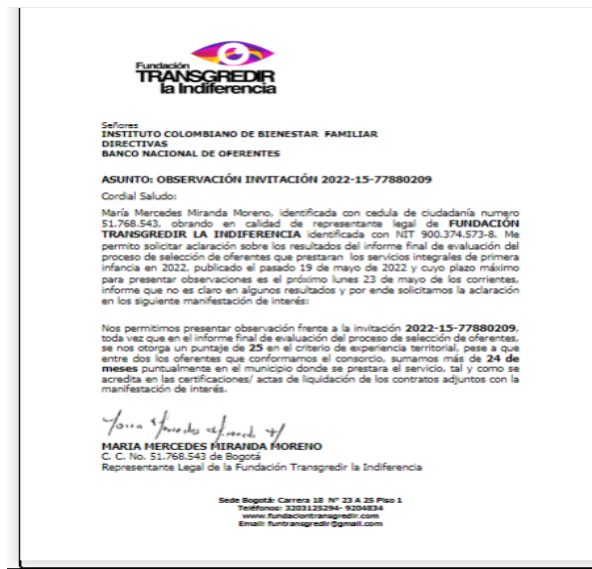 Fundación
TRANSGREDIR
la Indiferencia
Señores
INSTITUTO COLOMBIANO DE BIENESTAR FAMILIAR
DIRECTIVAS
BANCO NACIONAL DE OFERENTES
ASUNTO: OBSERVACIÓN INVITACIÓN 2022-15-77880209
Cordial Saludo:
María Mercedes Miranda Moreno, identificada con cedula de ciudadanía numero
51.768.543, obrando en calidad de representante legal de FUNDACIÓN
TRANSGREDIR LA INDIFERENCIA identificada con NIT 900.374.573-8. Me
permito solicitar aclaración sobre los resultados del informe final de evaluación del
proceso de selección de oferentes que prestaran los servicios integrales de primera
infancia en 2022, publicado el pasado 19 de mayo de 2022 y cuyo plazo máximo
para presentar observaciones es el próximo lunes 23 de mayo de los corrientes,
informe que no es claro en algunos resultados y por ende solicitamos la aclaración
en los siguiente manifestación de interés:
Nos permitimos presentar observación frente a la invitación 2022-15-77880209,
toda vez que en el informe final de evaluación del proceso de selección de oferentes,
se nos otorga un puntaje de 25 en el criterio de experiencia territorial, pese a que
entre dos los oferentes que conformamos el consorcio, sumamos más de 24 de
meses puntualmente en el municipio donde se prestara el servicio, tal y como se
acredita en las certificaciones/ actas de liquidación de los contratos adjuntos con la
manifestación de interés.
MARIA MERCEDES MIRANDA MORENO
C. C. No. 51.768.543 de Bogotá
Representante Legal de la Fundación Transgredir la Indiferencia
Sede Bogotá: Carrera 18 N° 23 A 25 Piso 1
Teléfonos: 3203125294- 9204834
www.fundaciontransgredir.com
Email: funtransgredir@gmail.com